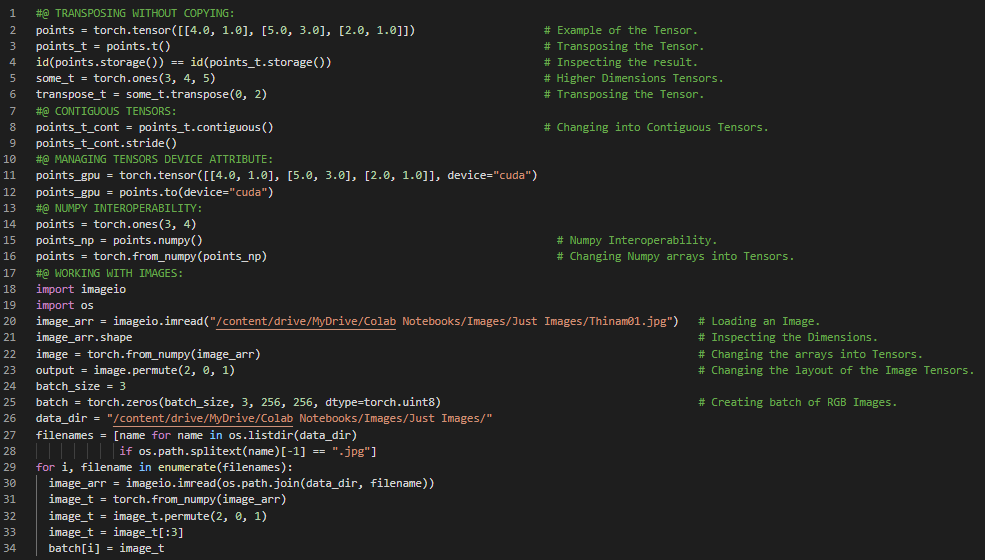 1 #@ TRANSPOSING WITHOUT COPYING:
2 points = torch.tensor([[4.0, 1.0], [5.0, 3.0], [2.0, 1.0]]) # Example of the Tensor.
3 points_t = points.t() # Transposing the Tensor.
4 id(points.storage()) == id(points_t.storage()) # Inspecting the result.
5 some_t = torch.ones(3, 4, 5) # Higher Dimensions Tensors.
6 transpose_t = some_t.transpose(0, 2) # Transposing the Tensor.
7 #@ CONTIGUOUS TENSORS:
8 points_t_cont = points_t.contiguous() # Changing into Contiguous Tensors.
9 points_t_cont.stride()
10 #@ MANAGING TENSORS DEVICE ATTRIBUTE:
11 points_gpu = torch.tensor([[4.0, 1.0], [5.0, 3.0], [2.0, 1.0]], device="cuda")
12 points_gpu = points.to(device="cuda")
13 #@ NUMPY INTEROPERABILITY:
14 points = torch.ones(3, 4)
15 points_np = points.numpy() # Numpy Interoperability.
16 points = torch.from_numpy(points_np) # Changing Numpy arrays into Tensors.
17 #@ WORKING WITH IMAGES:
18 import imageio
19 import os
20 image_arr = imageio.imread("/content/drive/MyDrive/Colab Notebooks/Images/Just Images/Thinam01.jpg") # Loading an Image.
21 image_arr.shape # Inspecting the Dimensions.
22 image = torch.from_numpy(image_arr) # Changing the arrays into Tensors.
23 output = image.permute(2, 0, 1) # Changing the layout of the Image Tensors.
24 batch_size = 3
25 batch = torch.zeros(batch_size, 3, 256, 256, dtype=torch.uint8) # Creating batch of RGB Images.
26 data_dir = "/content/drive/MyDrive/Colab Notebooks/Images/Just Images/"
27 filenames = [name for name in os.listdir(data_dir)
28 if os.path.splitext(name)[-1] == ".jpg"]
29 for i, filename in enumerate(filenames):
30 image_arr = imageio.imread(os.path.join(data_dir, filename))
31 image_t = torch.from_numpy(image_arr)
32 image_t = image_t.permute(2, 0, 1)
33 image_t = image_t[:3]
34 batch[i] = image_t